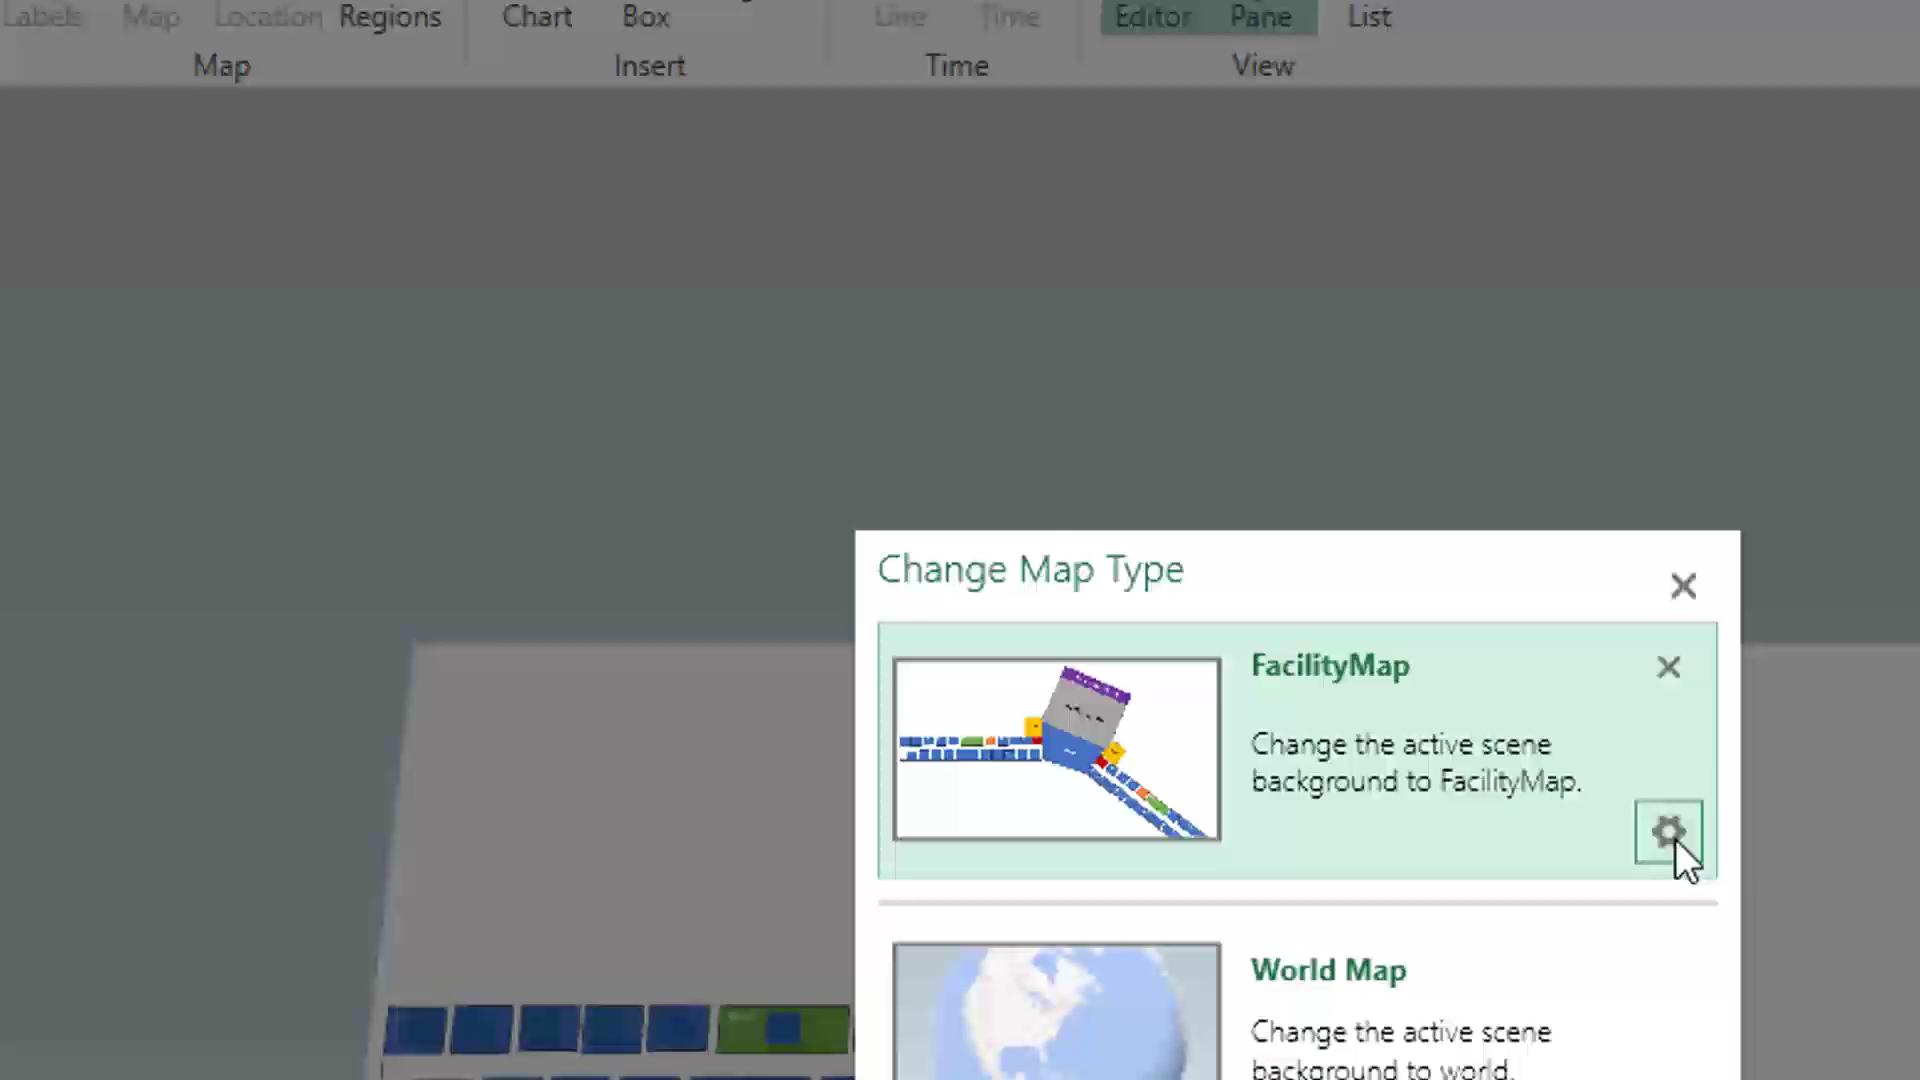 Labels Map Location Regions Chart Box Line Time Editor Pane List
Map Insert Time View
Change Map Type
FacilityMap
Change the active scene
background to FacilityMap.
World Map
Change the active scene
background to world.